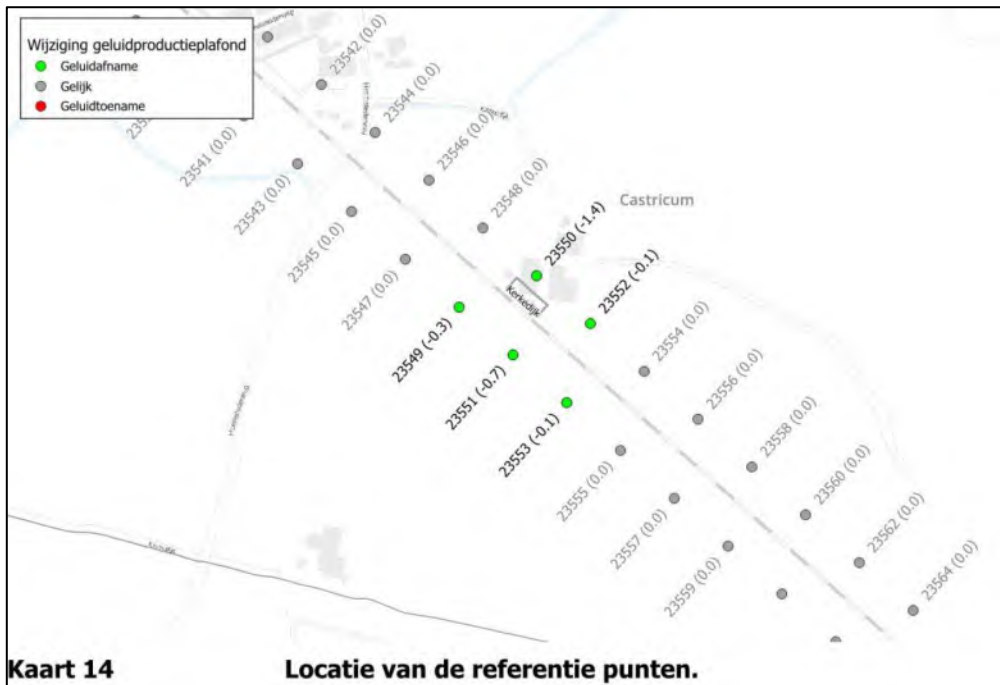 Wijziging geluidproductieplafond
Geluidafname
Gelijk
Geluidtoename
23542 (0.0)
23544 (0.0)
23546 (0.0)
23548 (0.0)
23550 (-1.4)
23552 (-0.1)
23554 (0.0)
23556 (0.0)
23558 (0.0)
23560 (0.0)
23562 (0.0)
23564 (0.0)
23541 (0.0)
23543 (0.0)
23545 (0.0)
23547 (0.0)
23549 (-0.3)
23551 (-0.7)
23553 (-0.1)
23555 (0.0)
23557 (0.0)
23559 (0.0)
Castricum
Kerkedijk
Kaart 14
Locatie van de referentie punten.